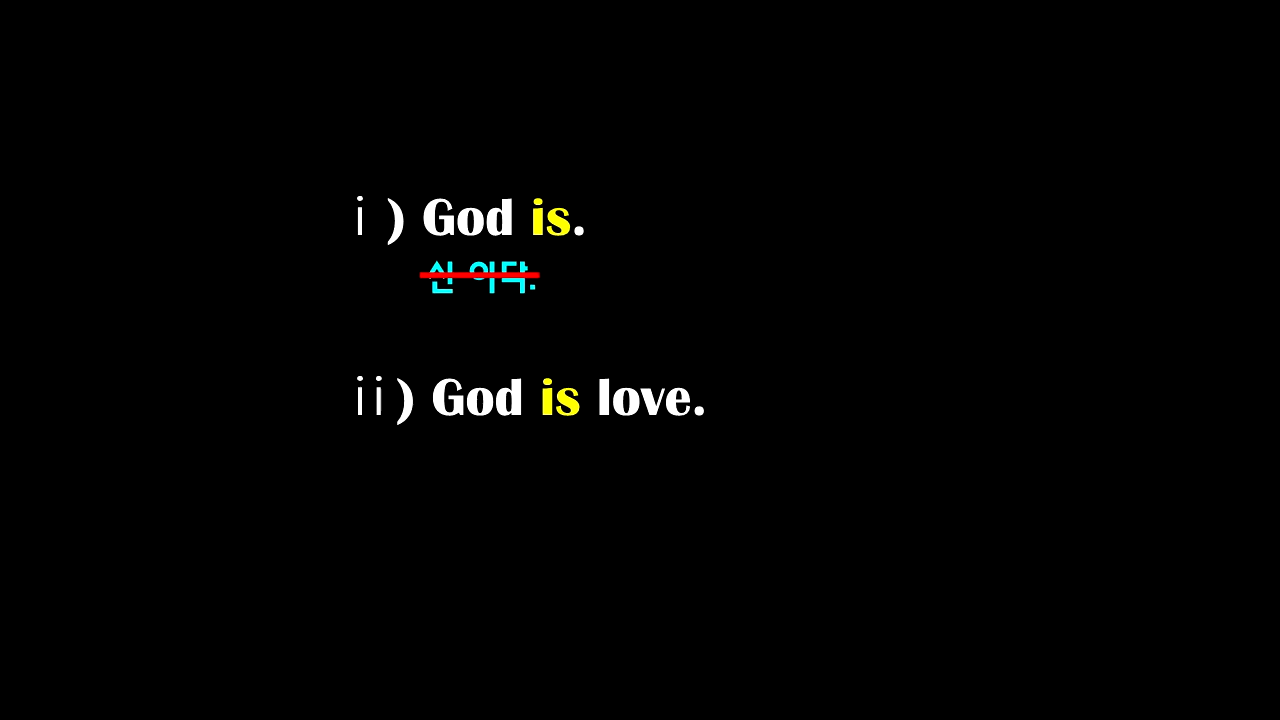 ⅰ) God is.
신 이다.
ⅱ) God is love.